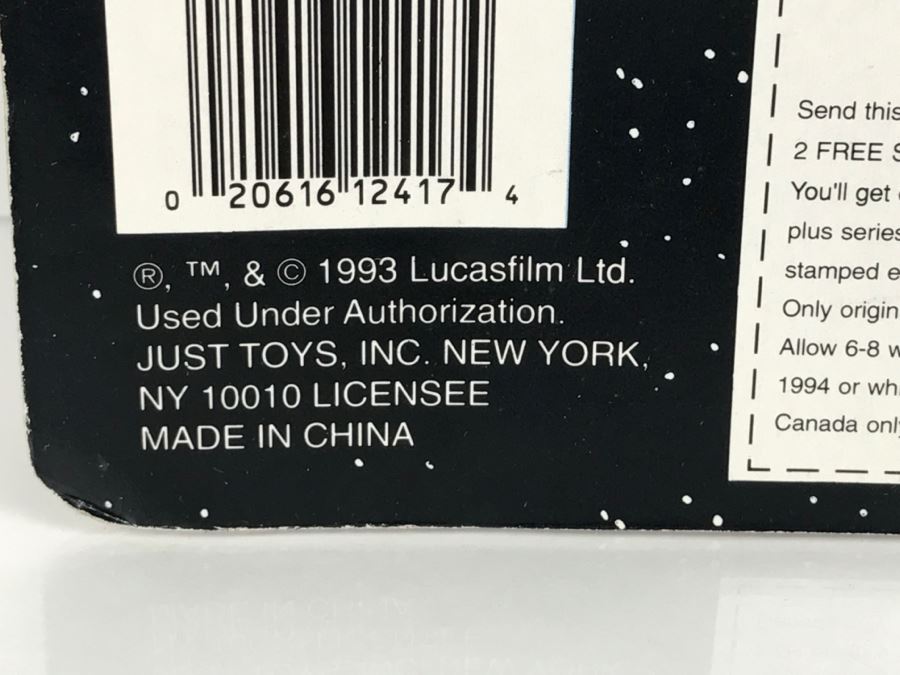 0 20616 12417 4
®, ™, & © 1993 Lucasfilm Ltd.
Used Under Authorization.
JUST TOYS, INC. NEW YORK,
NY 10010 LICENSEE
MADE IN CHINA
Send this
2 FREE
You'll get
plus series
stamped
Only
Allow 6-8
1994 or
Canada only